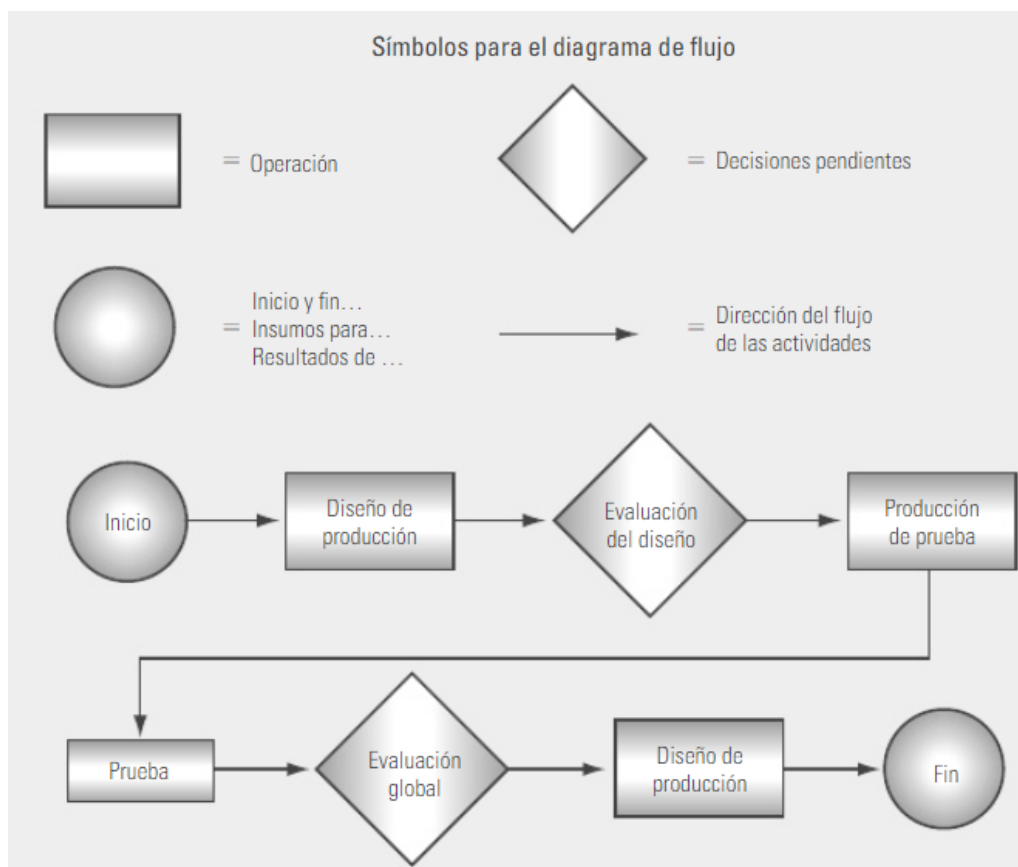 Símbolos para el diagrama de flujo
= Operación
= Decisiones pendientes
Inicio y fin…
= Insumos para…
Resultados de …
= Dirección del flujo
de las actividades
Inicio
Diseño de
producción
Evaluación
del diseño
Producción
de prueba
Prueba
Evaluación
global
Diseño de
producción
Fin